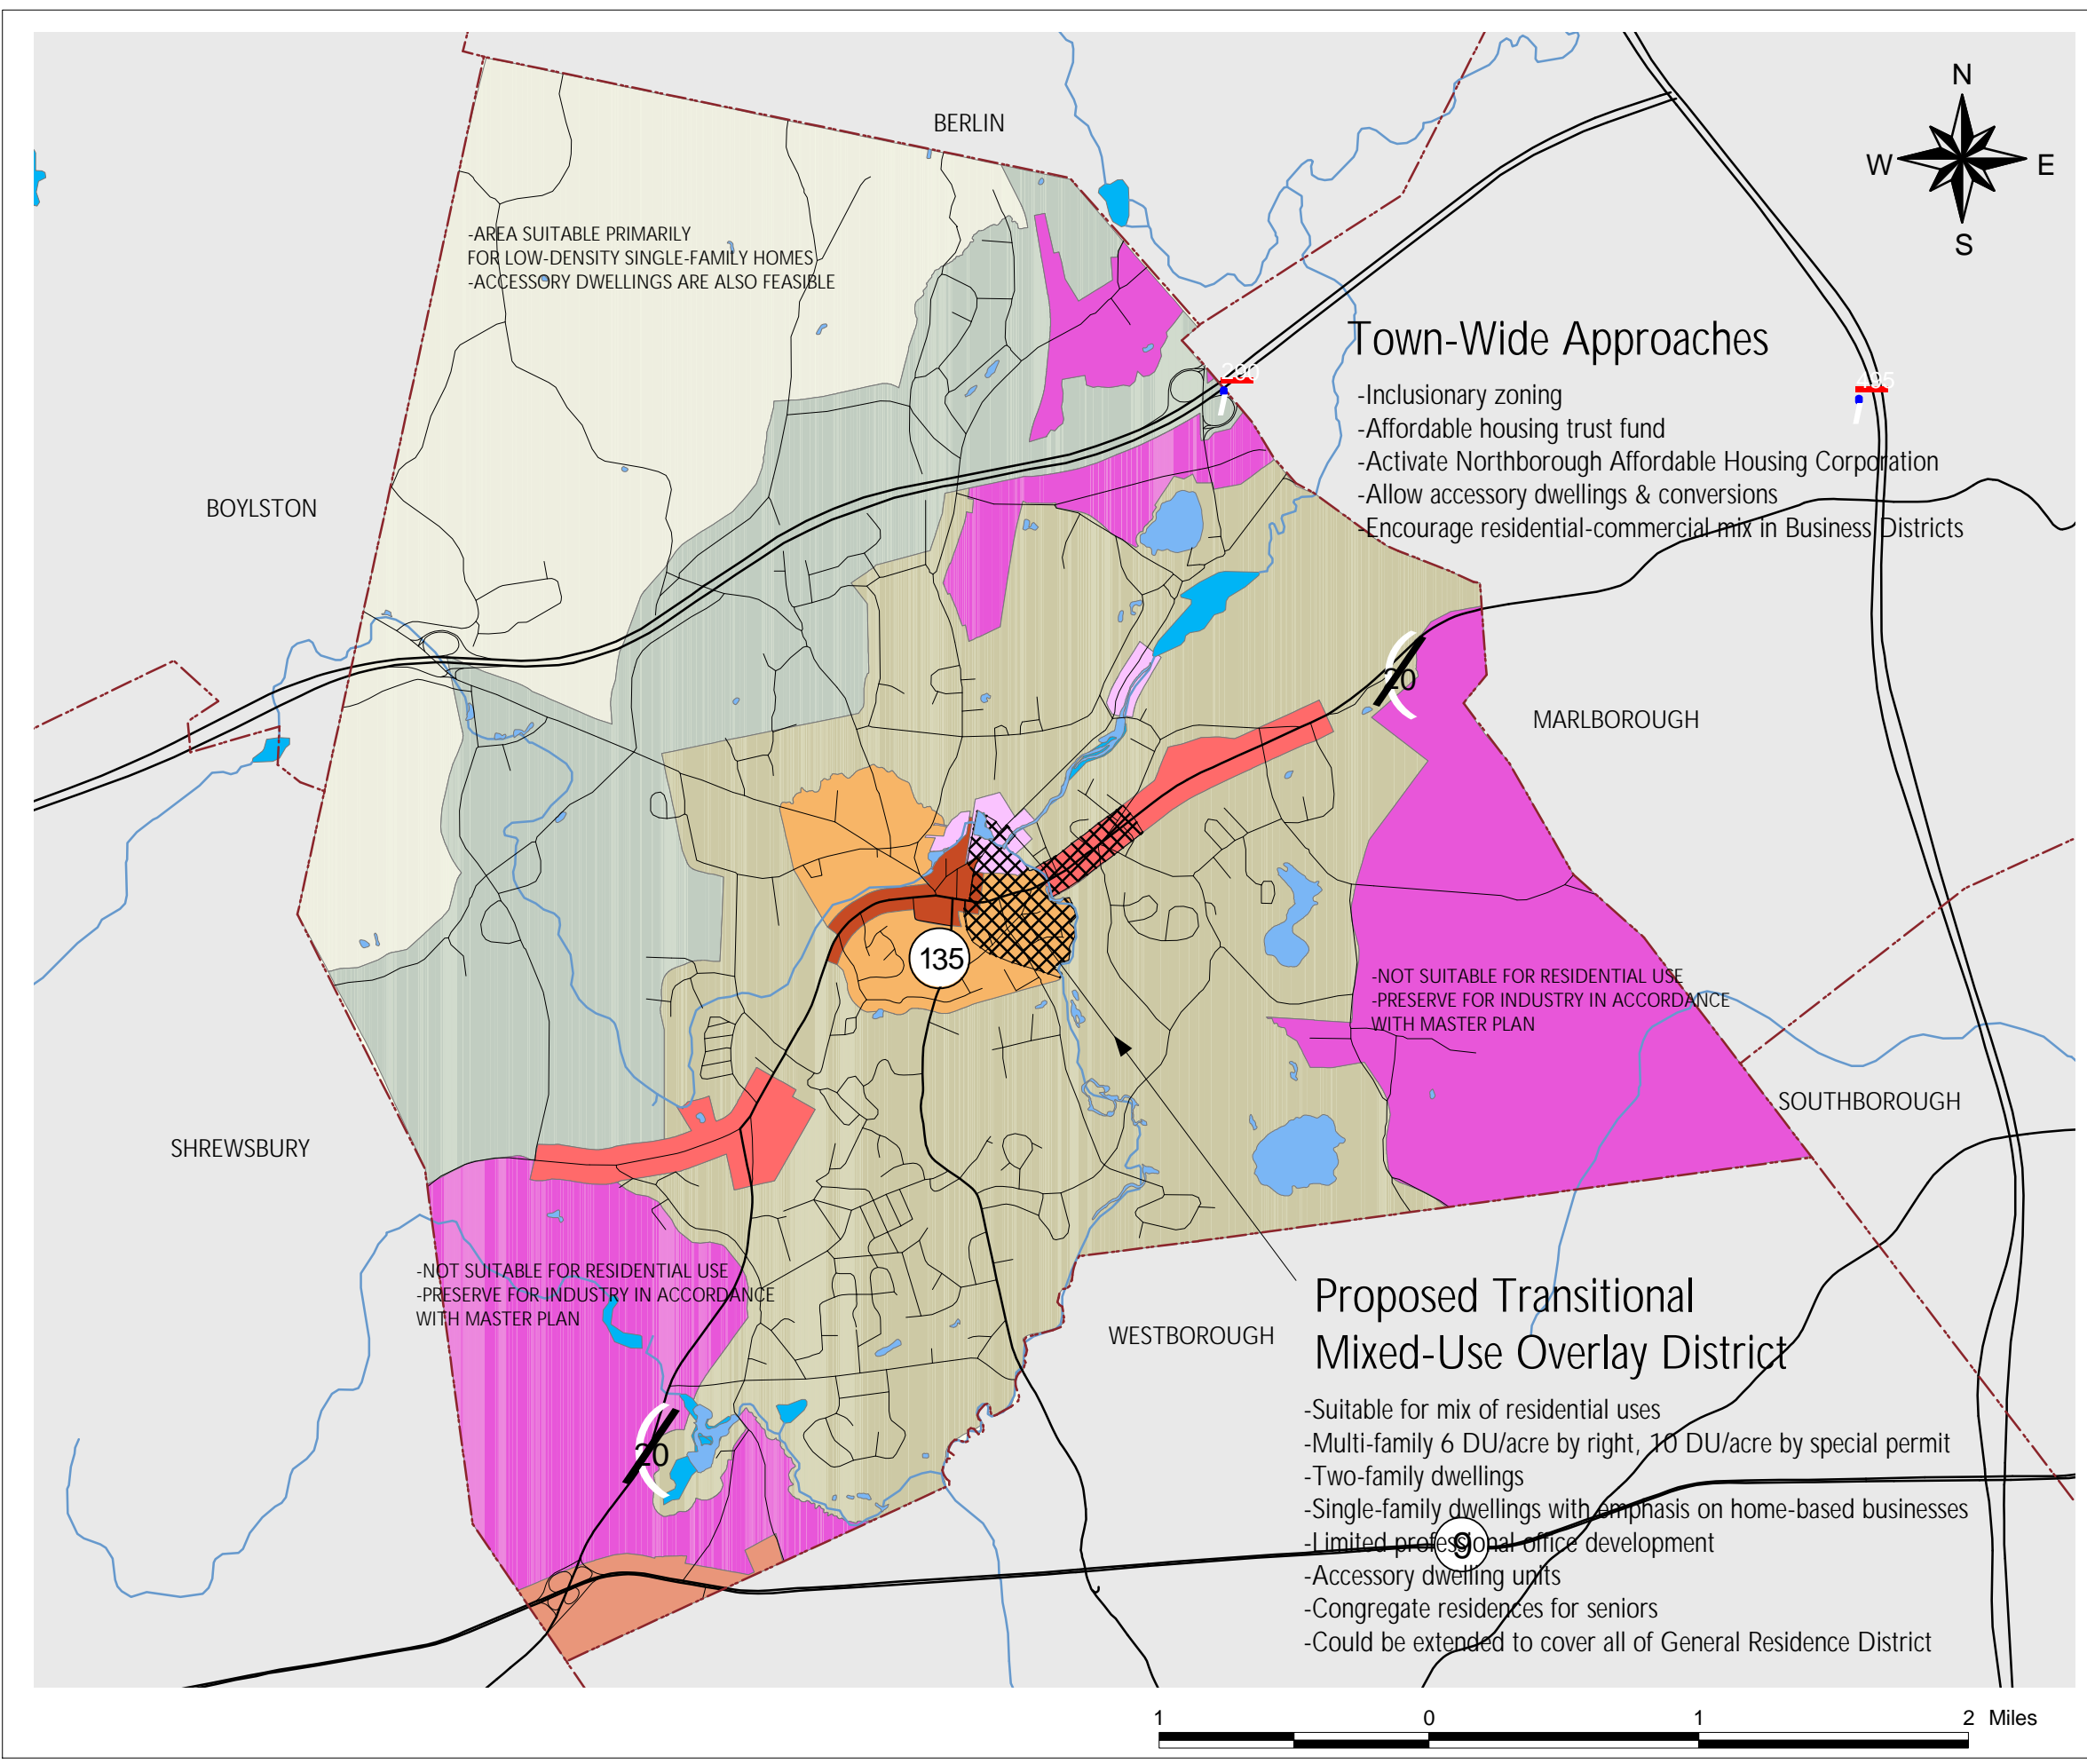 N
W
E
S
BERLIN
-AREA SUITABLE PRIMARILY
FOR LOW-DENSITY SINGLE-FAMILY HOMES
-ACCESSORY DWELLINGS ARE ALSO FEASIBLE
Town-Wide Approaches
-Inclusionary zoning
-Affordable housing trust fund
-Activate Northborough Affordable Housing Corporation
-Allow accessory dwellings & conversions
-Encourage residential-commercial mix in Business Districts
290
495
BOYLSTON
20
MARLBOROUGH
135
-NOT SUITABLE FOR RESIDENTIAL USE
-PRESERVE FOR INDUSTRY IN ACCORDANCE
WITH MASTER PLAN
SOUTHBOROUGH
SHREWSBURY
-NOT SUITABLE FOR RESIDENTIAL USE
-PRESERVE FOR INDUSTRY IN ACCORDANCE
WITH MASTER PLAN
WESTBOROUGH
20
Proposed Transitional
Mixed-Use Overlay District
-Suitable for mix of residential uses
-Multi-family 6 DU/acre by right, 10 DU/acre by special permit
-Two-family dwellings
-Single-family dwellings with emphasis on home-based businesses
-Limited professional office development
-Accessory dwelling units
-Congregate residences for seniors
-Could be extended to cover all of General Residence District
9
1 0 1 2 Miles